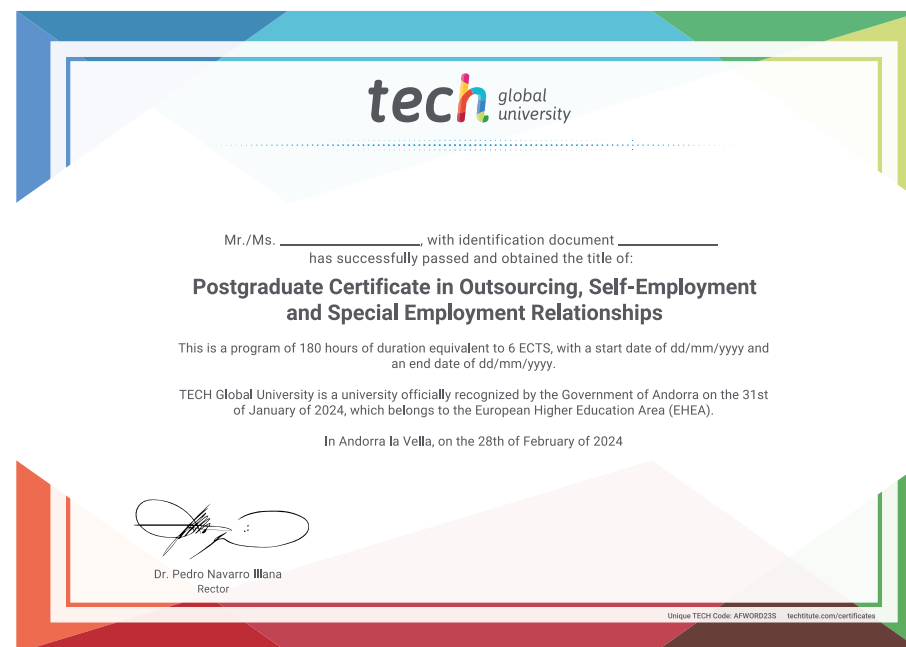 tech global university
Mr./Ms. ____________________, with identification document ______________
has successfully passed and obtained the title of:
Postgraduate Certificate in Outsourcing, Self-Employment
and Special Employment Relationships
This is a program of 180 hours of duration equivalent to 6 ECTS, with a start date of dd/mm/yyyy and
an end date of dd/mm/yyyy.
TECH Global University is a university officially recognized by the Government of Andorra on the 31st
of January of 2024, which belongs to the European Higher Education Area (EHEA).
In Andorra la Vella, on the 28th of February of 2024
Dr. Pedro Navarro Illana
Rector
Unique TECH Code: AFWORD23S techtitute.com/certificates